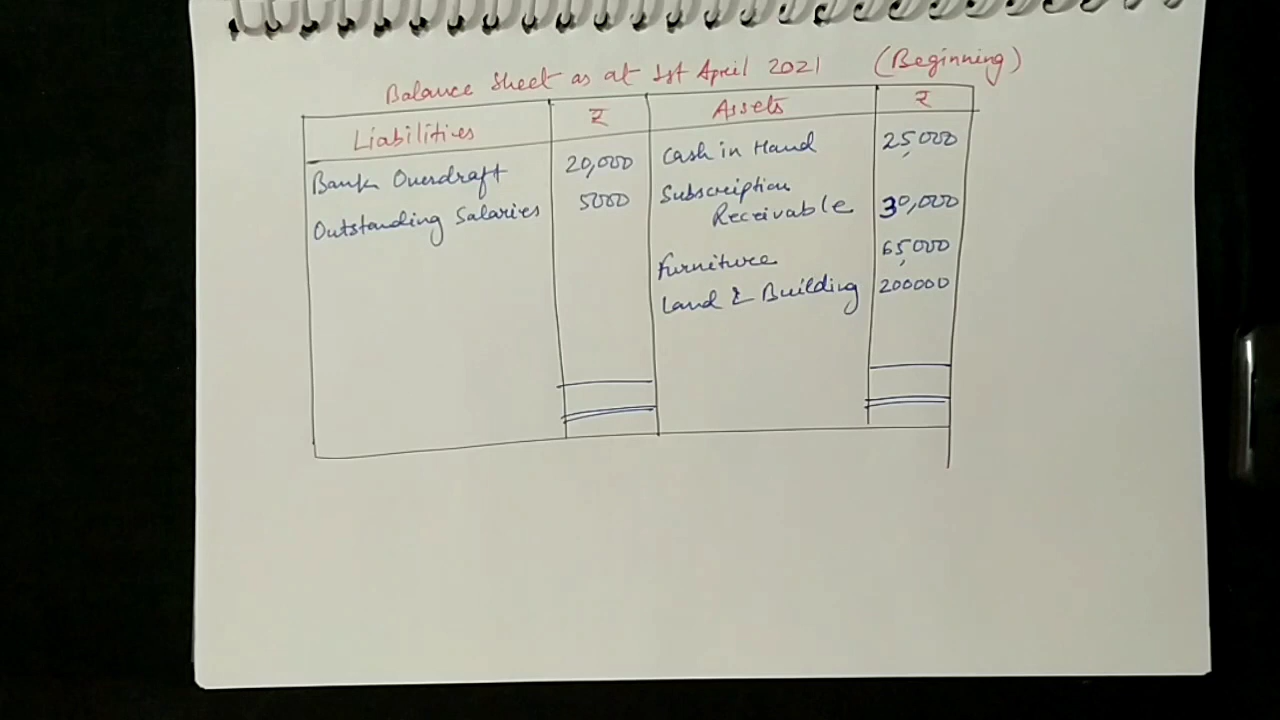 Balance Sheet as at 1st April 2021 (Beginning)
Liabilities ₹ Assets ₹
Bank Overdraft 20,000 Cash in Hand 25,000
Outstanding Salaries 5000 Subscription
Receivable 30,000
Furniture 65,000
Land & Building 200000